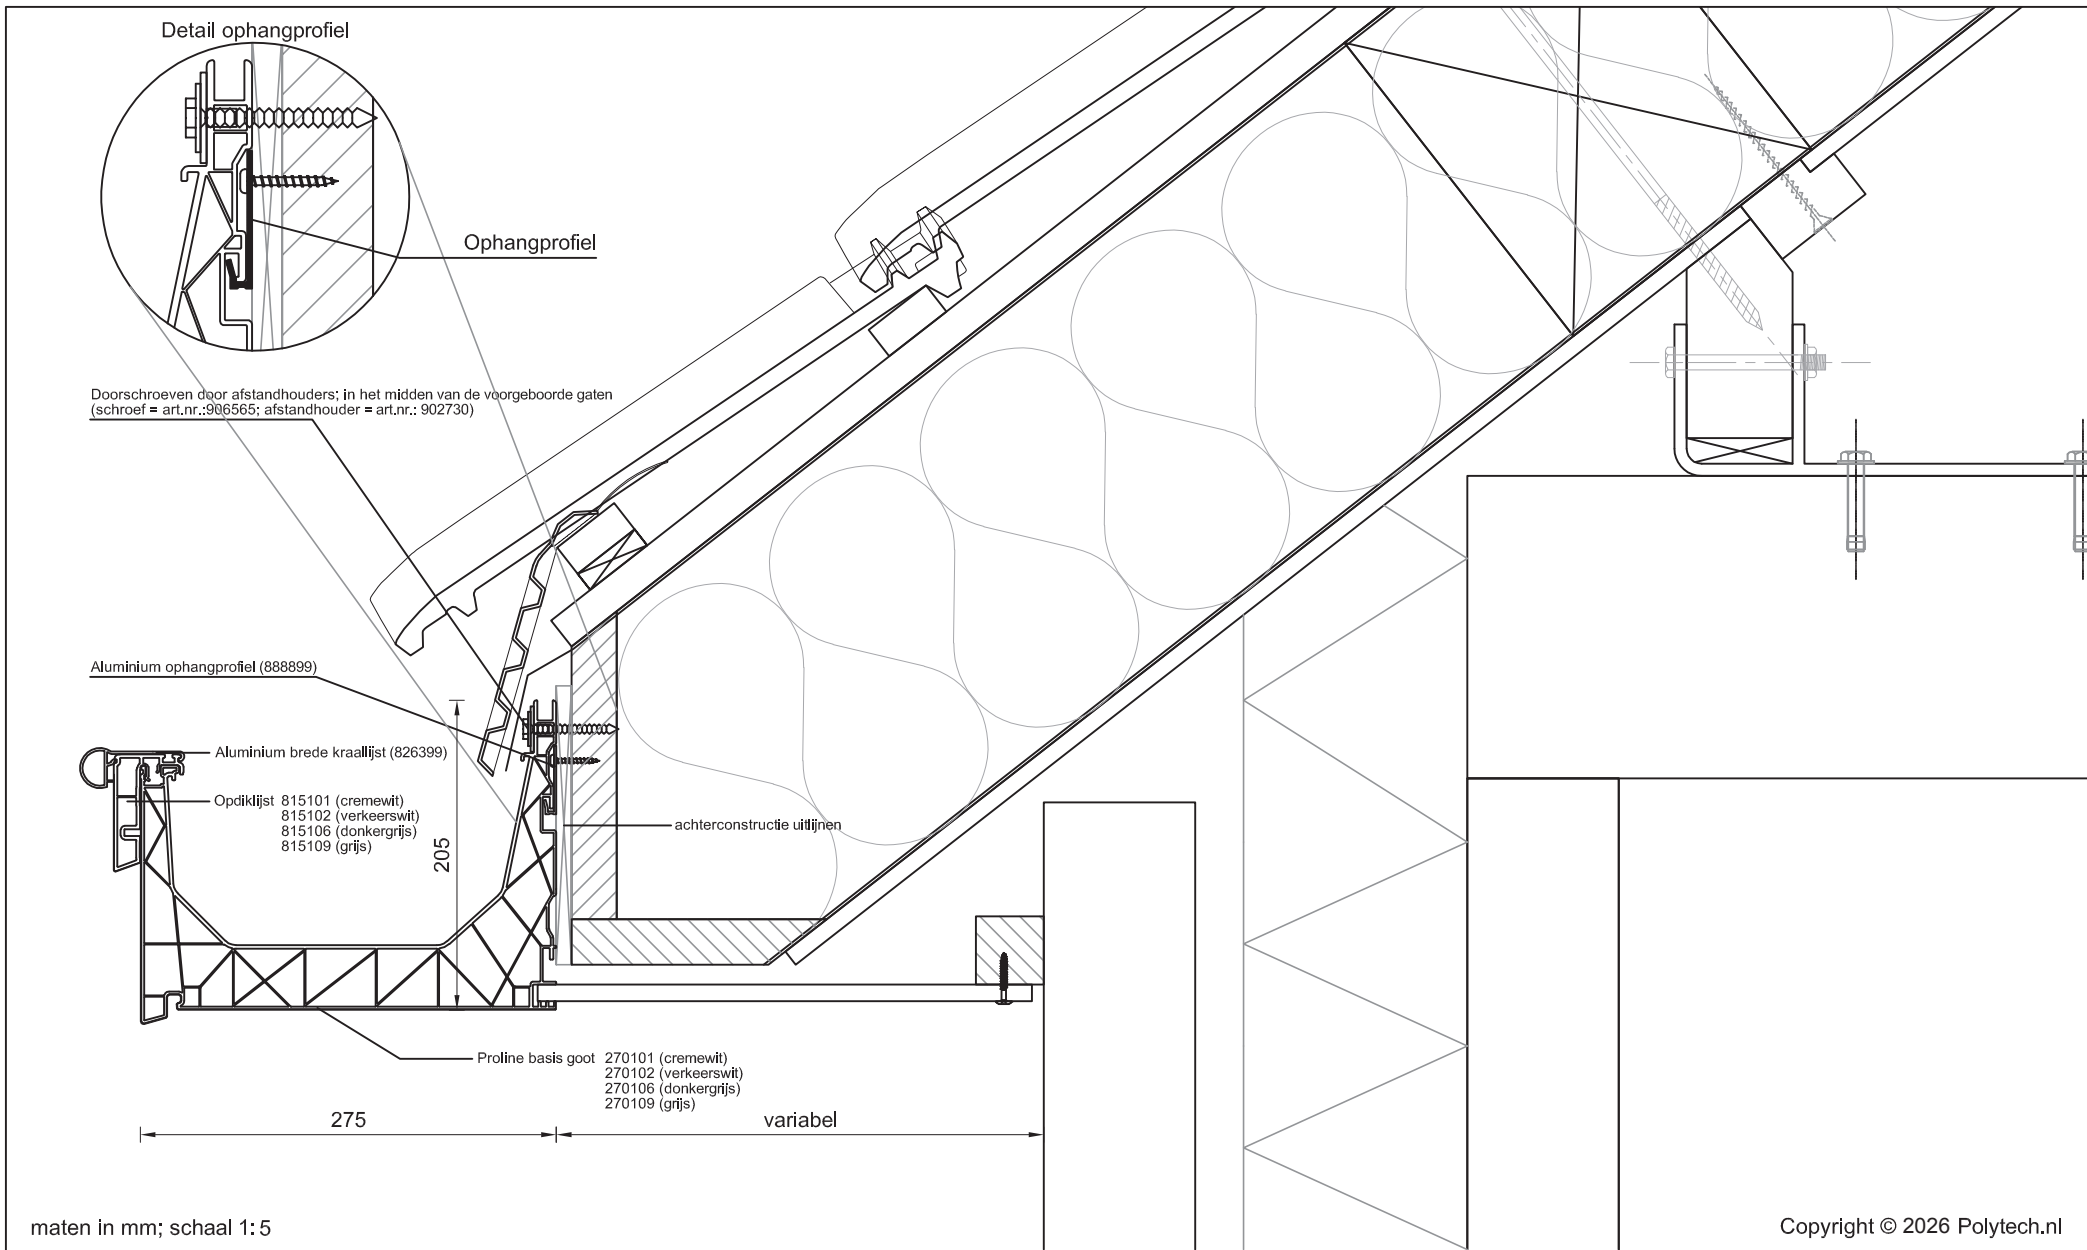 Detail ophangprofiel
Ophangprofiel
Doorschroeven door afstandhouders; in het midden van de voorgeboorde gaten
(schroef = art.nr.:906565; afstandhouder = art.nr.: 902730)
Aluminium ophangprofiel (888899)
Aluminium brede kraallijst (826399)
Opdiklijst 815101 (cremewit)
815102 (verkeerswit)
815106 (donkergrijs)
815109 (grijs)
205
achterconstructie uitlijnen
Proline basis goot 270101 (cremewit)
270102 (verkeerswit)
270106 (donkergrijs)
270109 (grijs)
275
variabel
maten in mm; schaal 1:5
Copyright © 2026 Polytech.nl